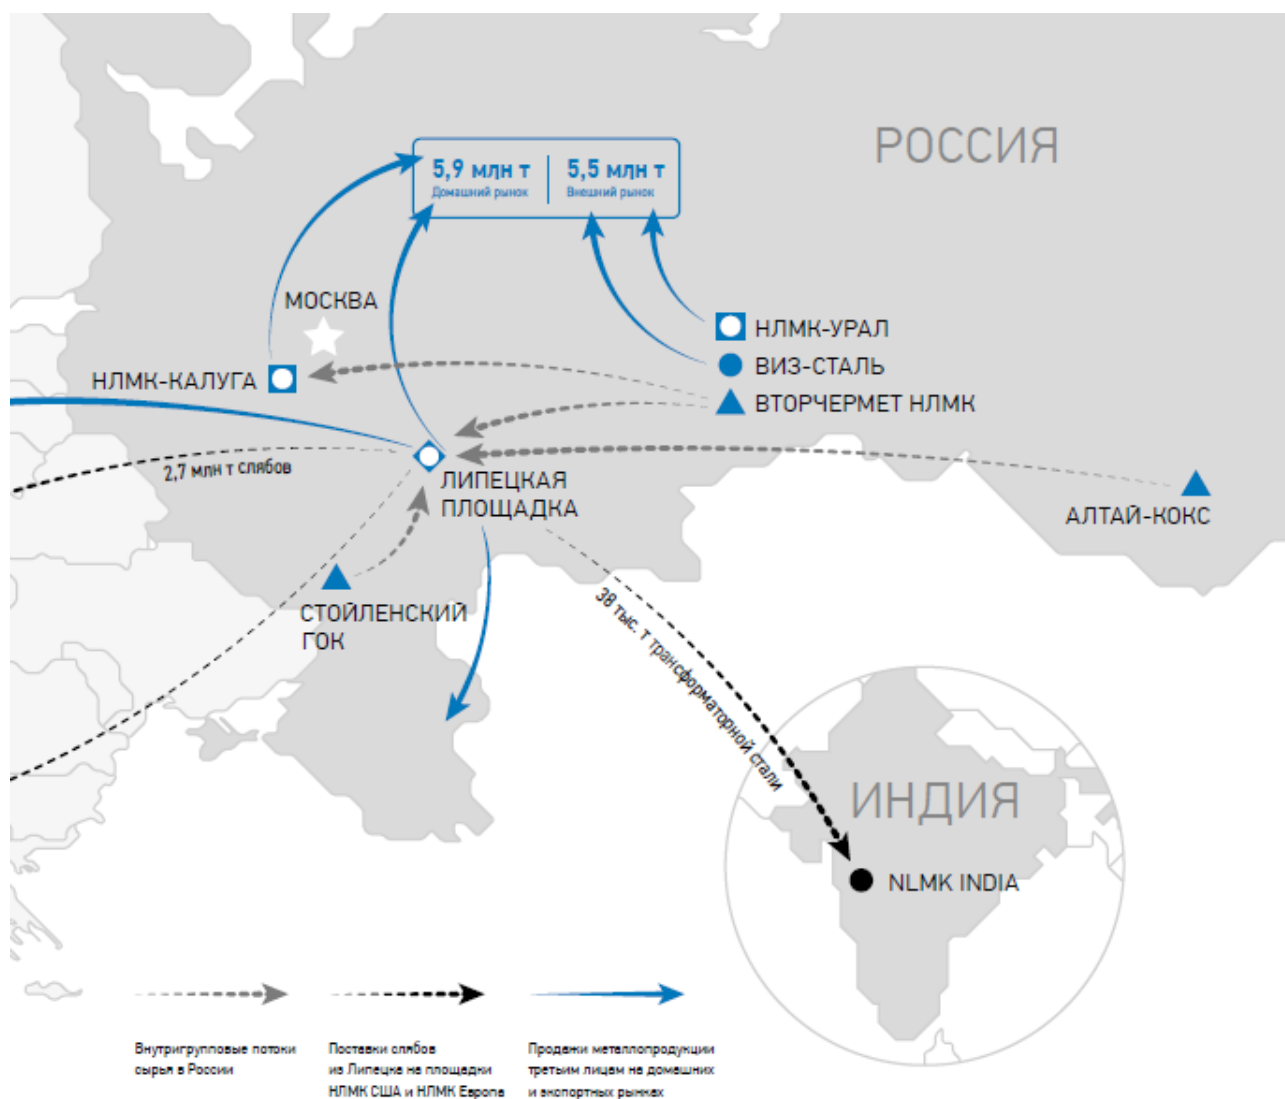 РОССИЯ
5,9 млн т
Домашний рынок
5,5 млн т
Внешний рынок
МОСКВА
НЛМК-УРАЛ
НЛМК-КАЛУГА
ВИЗ-СТАЛЬ
ВТОРЧЕРМЕТ НЛМК
2,7 млн т слябов
ЛИПЕЦКАЯ
ПЛОЩАДКА
АЛТАЙ-КОКС
СТОЙЛЕНСКИЙ
ГОК
38 тыс. т трансформаторной стали
ИНДИЯ
NLMK INDIA
Внутригрупповые потоки
сырья в России
Поставки слябов
из Липецка на площадки
НЛМК США и НЛМК Европа
Продажи металлопродукции
третьим лицам на домашних
и экспортных рынках